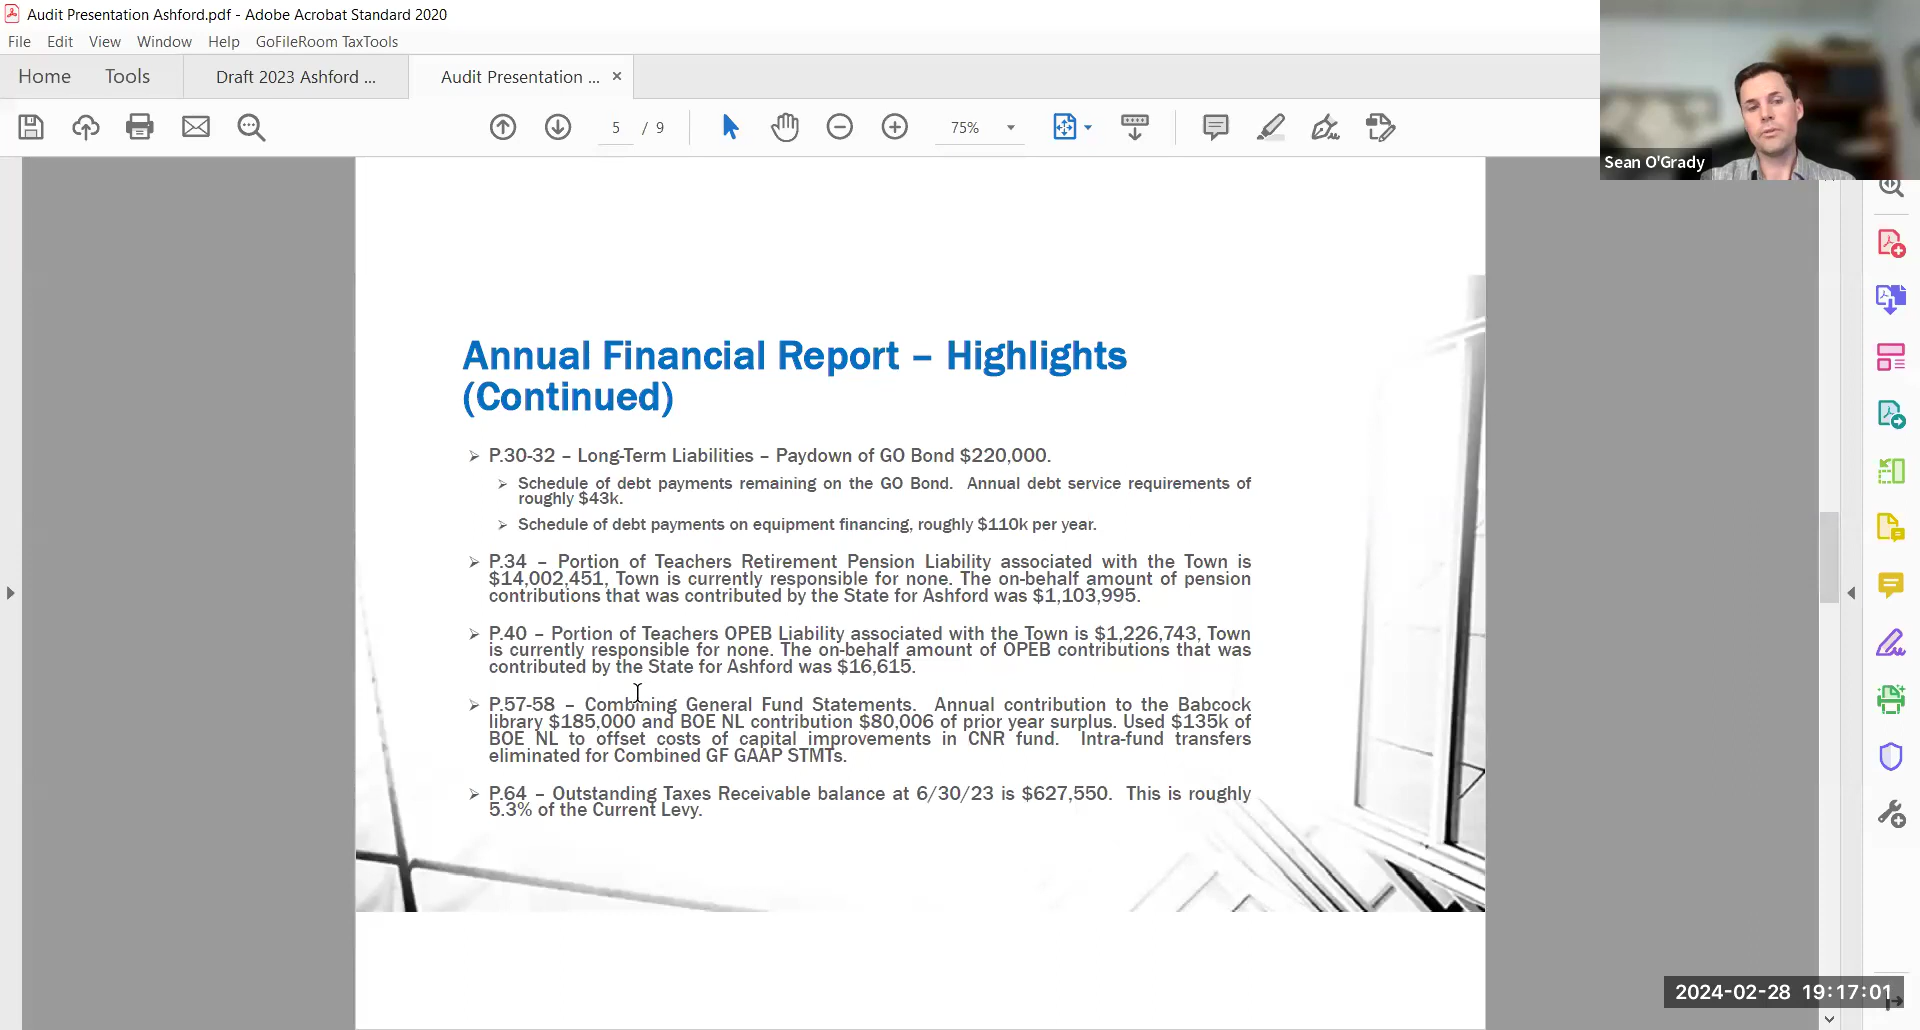 Audit Presentation Ashford.pdf - Adobe Acrobat Standard 2020
File Edit View Window Help GoFileRoom TaxTools
Home Tools Draft 2023 Ashford ... Audit Presentation ... ×
5 / 9 75%
Sean O'Grady
Annual Financial Report – Highlights
(Continued)
➢ P.30-32 – Long-Term Liabilities – Paydown of GO Bond $220,000.
➢ Schedule of debt payments remaining on the GO Bond. Annual debt service requirements of
roughly $43k.
➢ Schedule of debt payments on equipment financing, roughly $110k per year.
➢ P.34 – Portion of Teachers Retirement Pension Liability associated with the Town is
$14,002,451, Town is currently responsible for none. The on-behalf amount of pension
contributions that was contributed by the State for Ashford was $1,103,995.
➢ P.40 – Portion of Teachers OPEB Liability associated with the Town is $1,226,743, Town
is currently responsible for none. The on-behalf amount of OPEB contributions that was
contributed by the State for Ashford was $16,615.
➢ P.57-58 – Combining General Fund Statements. Annual contribution to the Babcock
library $185,000 and BOE NL contribution $80,006 of prior year surplus. Used $135k of
BOE NL to offset costs of capital improvements in CNR fund. Intra-fund transfers
eliminated for Combined GF GAAP STMTs.
➢ P.64 – Outstanding Taxes Receivable balance at 6/30/23 is $627,550. This is roughly
5.3% of the Current Levy.
2024-02-28 19:17:01